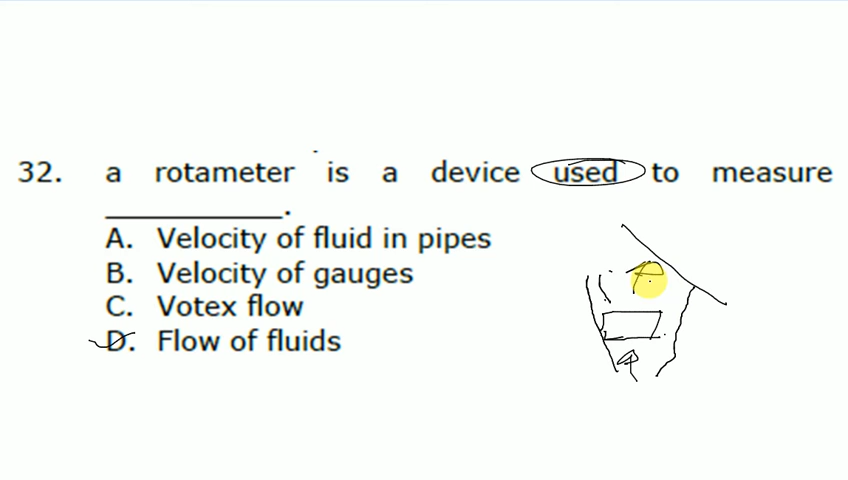 32. a rotameter is a device used to measure
____________.
A. Velocity of fluid in pipes
B. Velocity of gauges
C. Votex flow
D. Flow of fluids